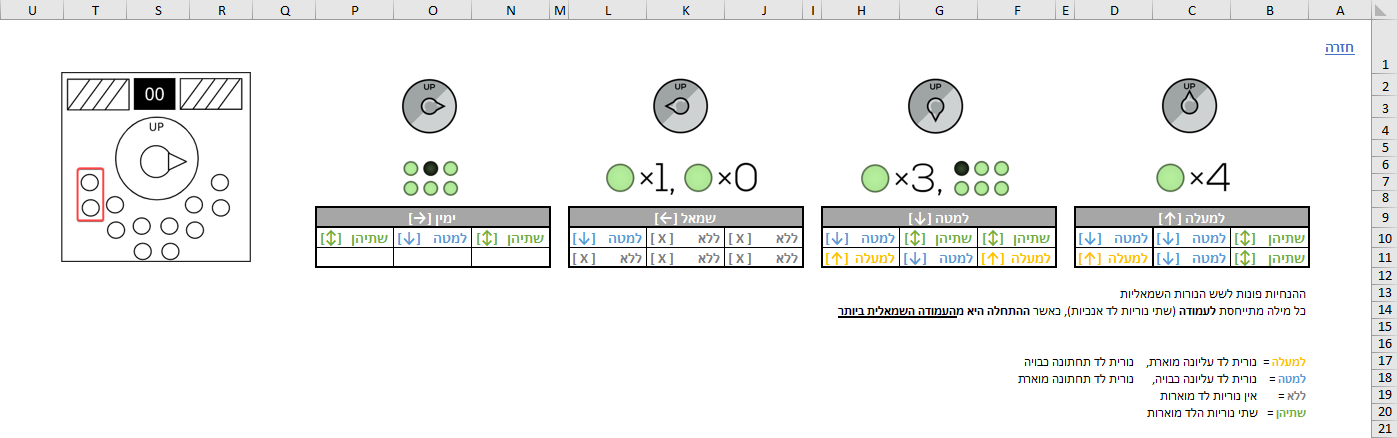 A B C D E F G H I J K L M N O P Q R S T U
1 חזרה
2
3 UP UP UP UP 00
4 UP
5
6
7 ×4 ×3, ×1, ×0
8
9 למעלה [↑] למטה [↓] שמאל [←] ימין [→]
10 שתיהן [↕] למטה [↓] למטה [↓] שתיהן [↕] שתיהן [↕] למטה [↓] ללא [X] ללא [X] למטה [↓] שתיהן [↕] למטה [↓] שתיהן [↕]
11 שתיהן [↕] למטה [↓] למעלה [↑] למעלה [↑] למטה [↓] למעלה [↑] ללא [X] ללא [X] ללא [X]
12
13 ההנחיות פונות לשש הנורות השמאליות
14 כל מילה מתייחסת לעמודה (שתי נוריות לד אנכיות), כאשר ההתחלה היא מהעמודה השמאלית ביותר
15
16
17 למעלה = נורית לד עליונה מוארת, נורית לד תחתונה כבויה
18 למטה = נורית לד עליונה כבויה, נורית לד תחתונה מוארת
19 ללא = אין נוריות לד מוארות
20 שתיהן = שתי נוריות הלד מוארות
21